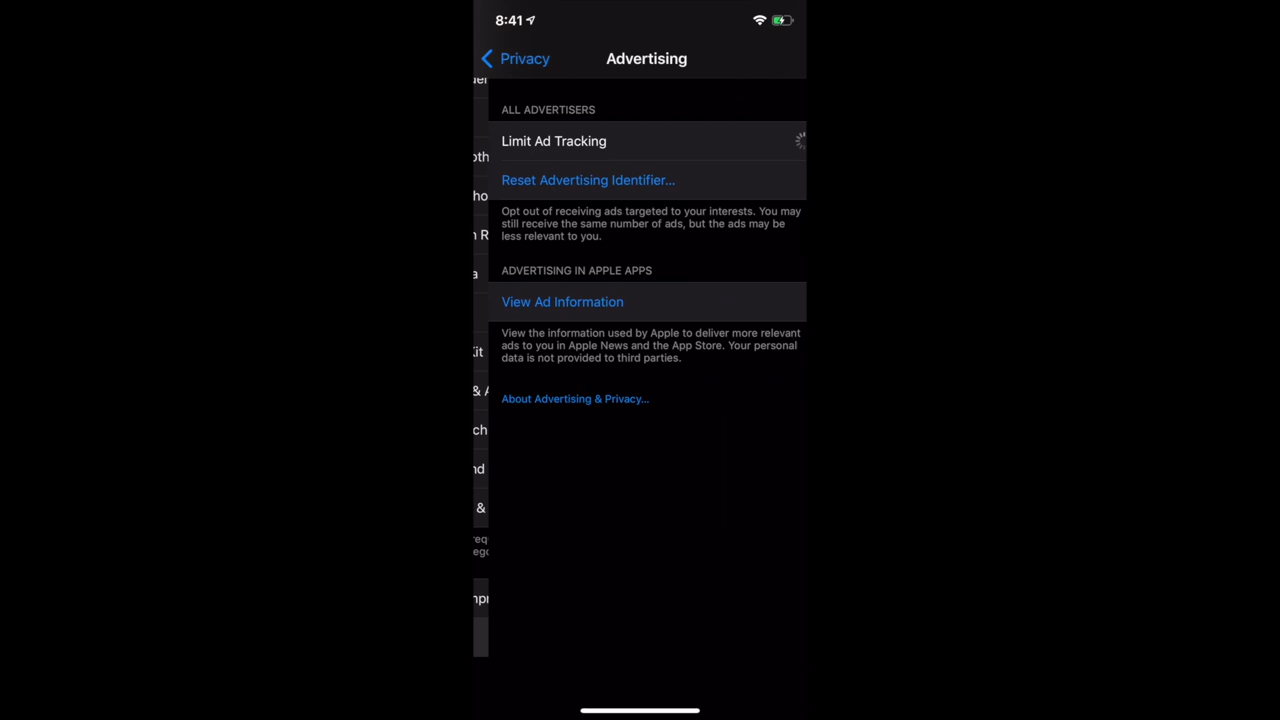 8:41
Privacy
Advertising
ALL ADVERTISERS
Limit Ad Tracking
Reset Advertising Identifier...
Opt out of receiving ads targeted to your interests. You may
still receive the same number of ads, but the ads may be
less relevant to you.
ADVERTISING IN APPLE APPS
View Ad Information
View the information used by Apple to deliver more relevant
ads to you in Apple News and the App Store. Your personal
data is not provided to third parties.
About Advertising & Privacy...